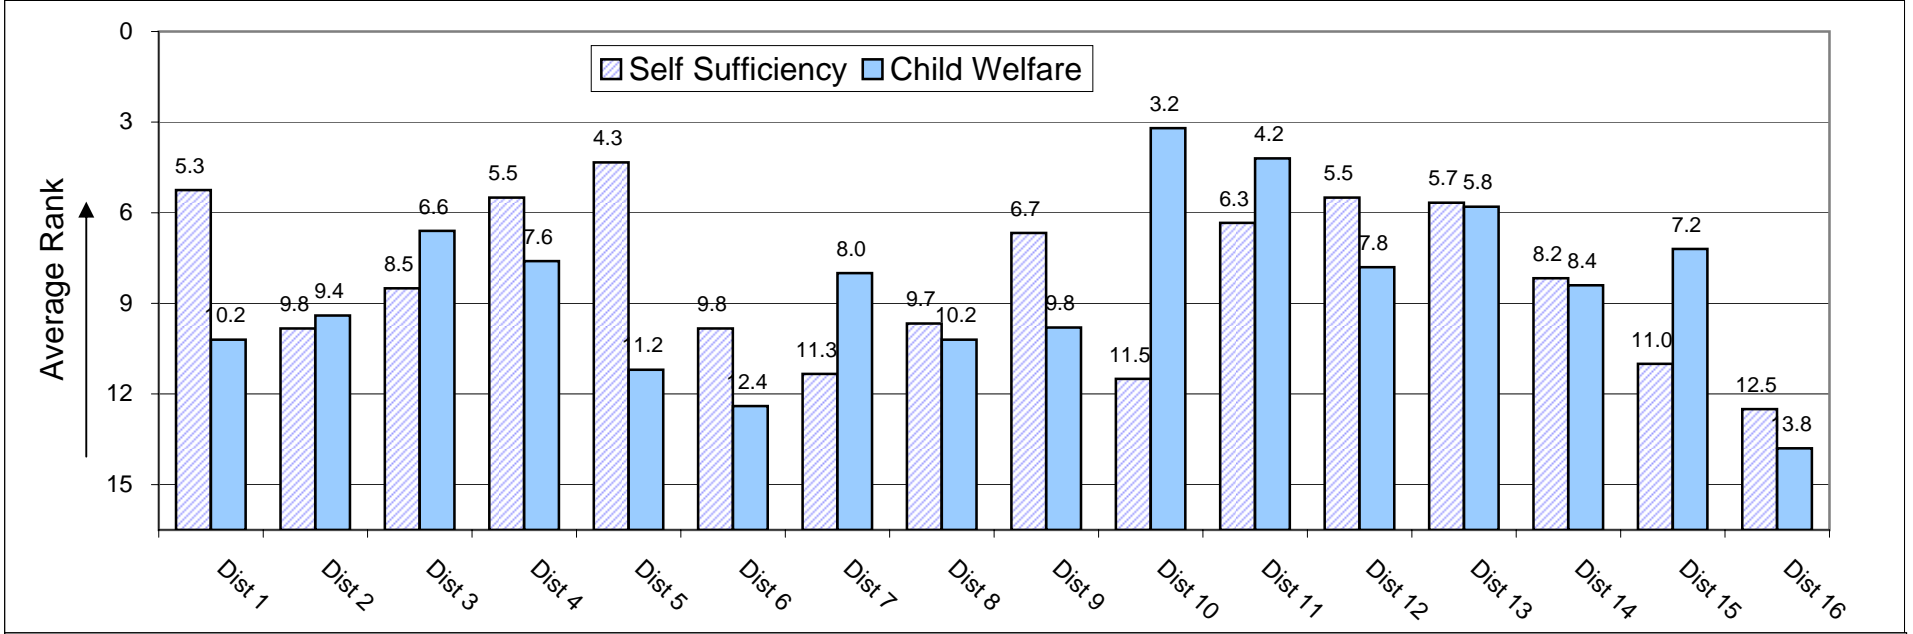 0
3
6
9
12
15
Average Rank
Self Sufficiency Child Welfare
5.3 10.2
9.8 9.4
8.5 6.6
5.5 7.6
4.3 11.2
9.8 12.4
11.3 8.0
9.7 10.2
6.7 9.8
11.5 3.2
6.3 4.2
5.5 7.8
5.7 5.8
8.2 8.4
11.0 7.2
12.5 13.8
Dist 1
Dist 2
Dist 3
Dist 4
Dist 5
Dist 6
Dist 7
Dist 8
Dist 9
Dist 10
Dist 11
Dist 12
Dist 13
Dist 14
Dist 15
Dist 16